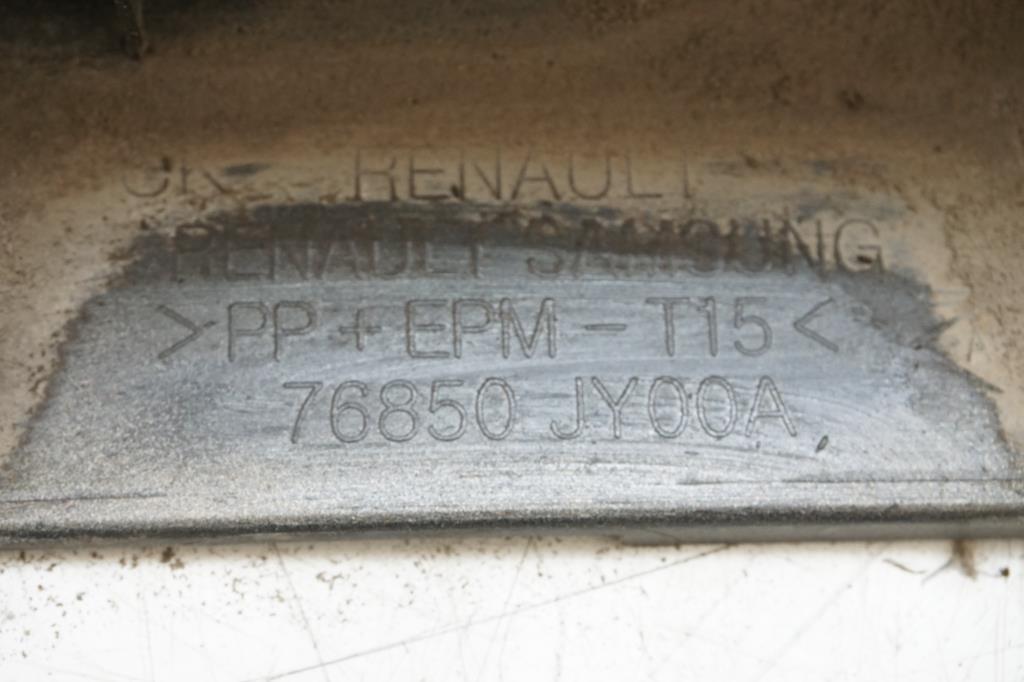 RENAULT
RENAULT SAMSUNG
>PP+EPM-T15<
76850 JY00A